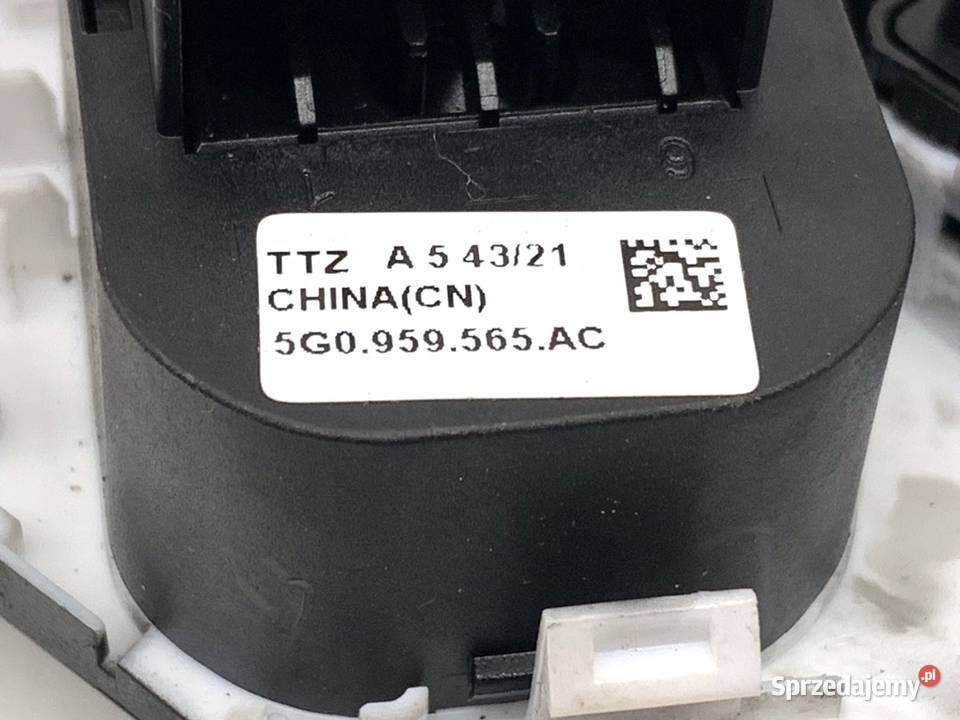 TTZ A 5 43/21
CHINA(CN)
5G0.959.565.AC
Sprzedajemy.pl